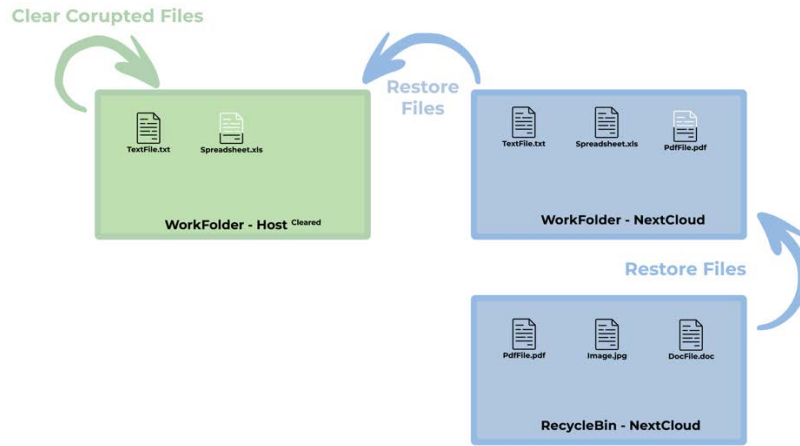 Clear Corupted Files
Restore
Files
TextFile.txt
Spreadsheet.xls
WorkFolder - Host Cleared
TextFile.txt
Spreadsheet.xls
PdfFile.pdf
WorkFolder - NextCloud
Restore Files
PdfFile.pdf
Image.jpg
DocFile.doc
RecycleBin - NextCloud